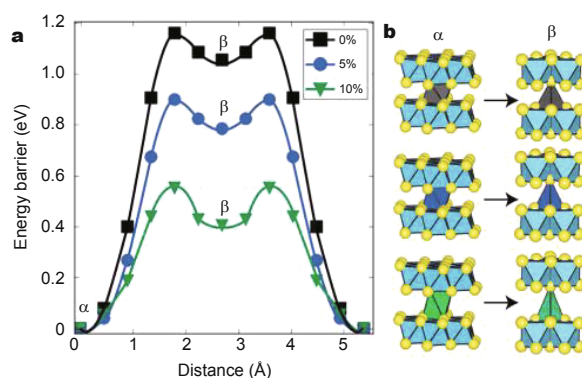 a
1.2
1.0
0.8
0.6
0.4
0.2
0
Energy barrier (eV)
α
β
β
β
0%
5%
10%
0 1 2 3 4 5
Distance (Å)
b
α β